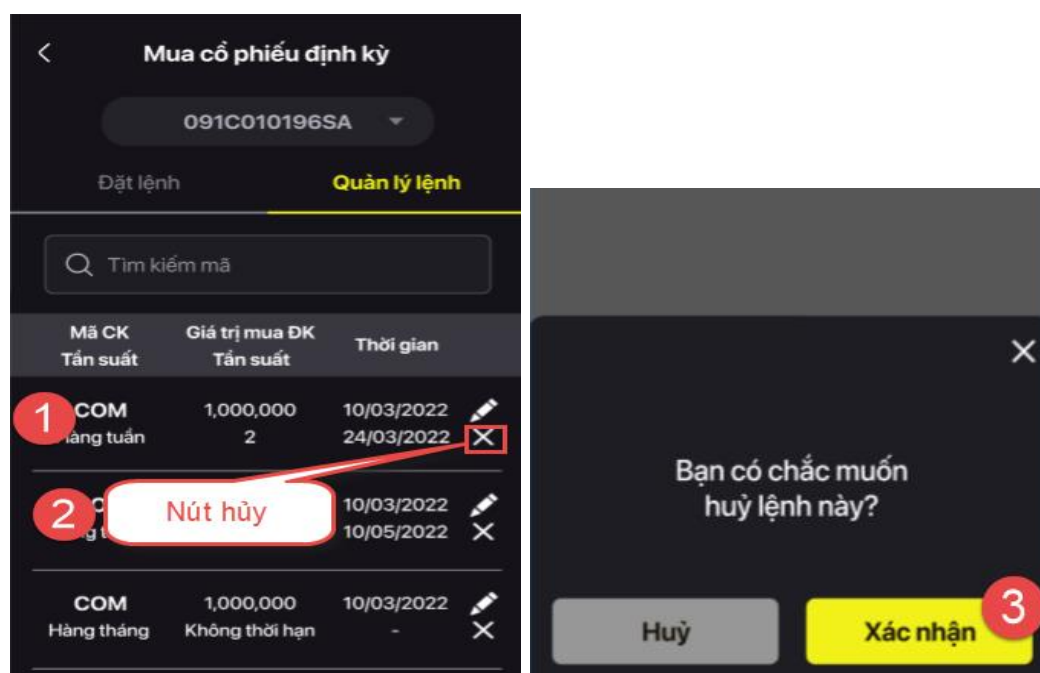 Mua cổ phiếu định kỳ
091C010196SA
Đặt lệnh Quản lý lệnh
Tìm kiếm mã
Mã CK Giá trị mua ĐK Thời gian
Tần suất Tần suất
1 COM 1,000,000 10/03/2022
àng tuần 2 24/03/2022
2 Nút hủy 10/03/2022
10/05/2022
COM 1,000,000 10/03/2022
Hàng tháng Không thời hạn -
Bạn có chắc muốn
huỷ lệnh này?
Huỷ Xác nhận 3